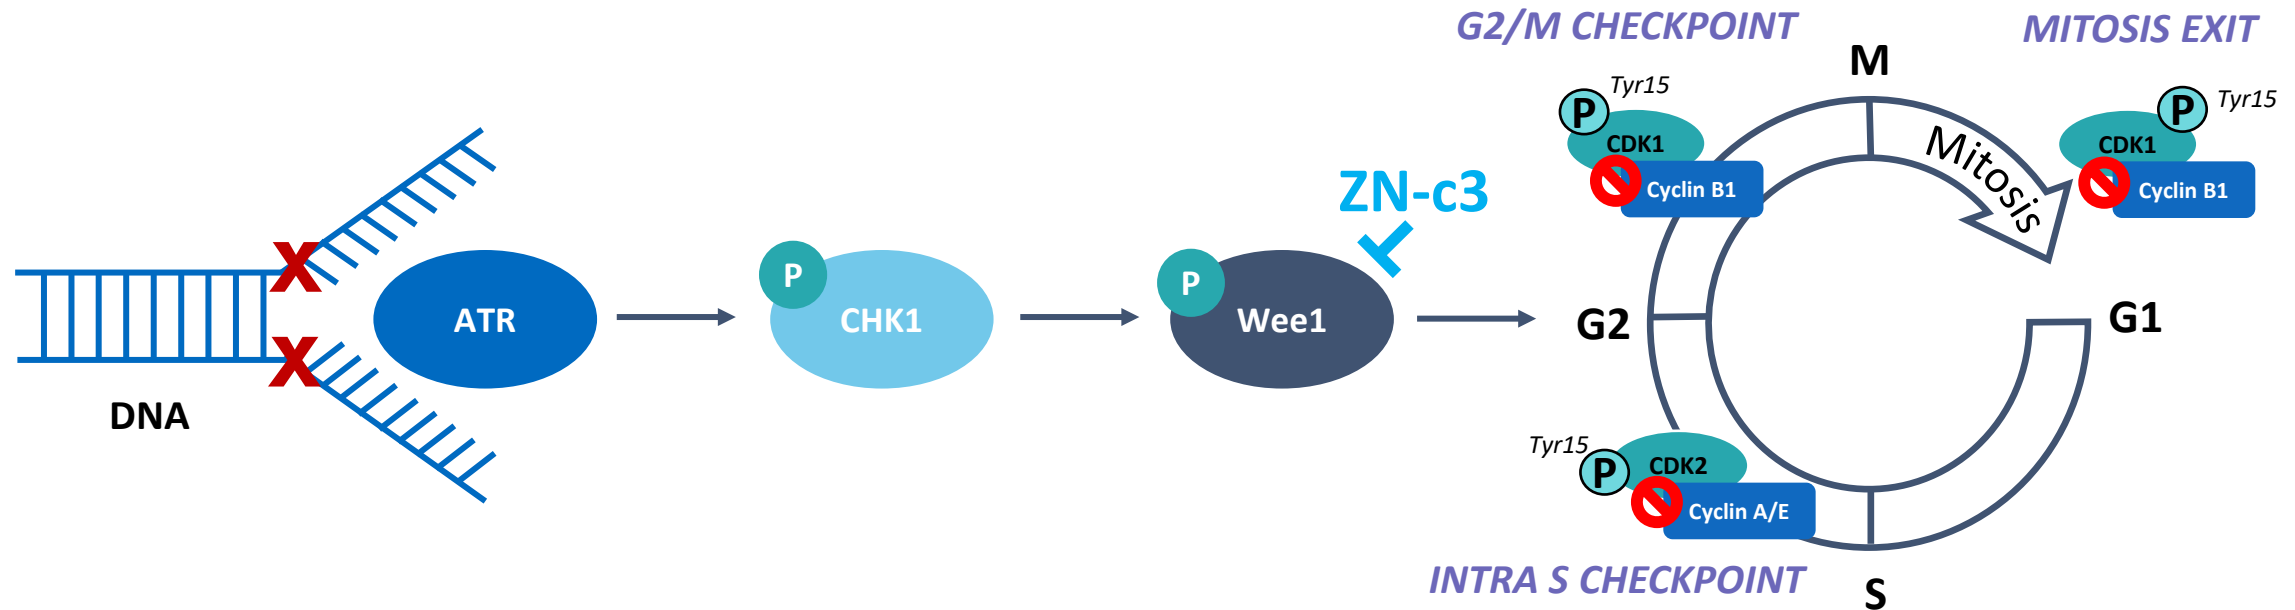 G2/M CHECKPOINT
MITOSIS EXIT
M
Tyr15
P
CDK1
Cyclin B1
Mitosis
P
Tyr15
CDK1
Cyclin B1
ZN-c3
DNA
ATR
P
CHK1
P
Wee1
G2
G1
Tyr15
P
CDK2
Cyclin A/E
INTRA S CHECKPOINT
S